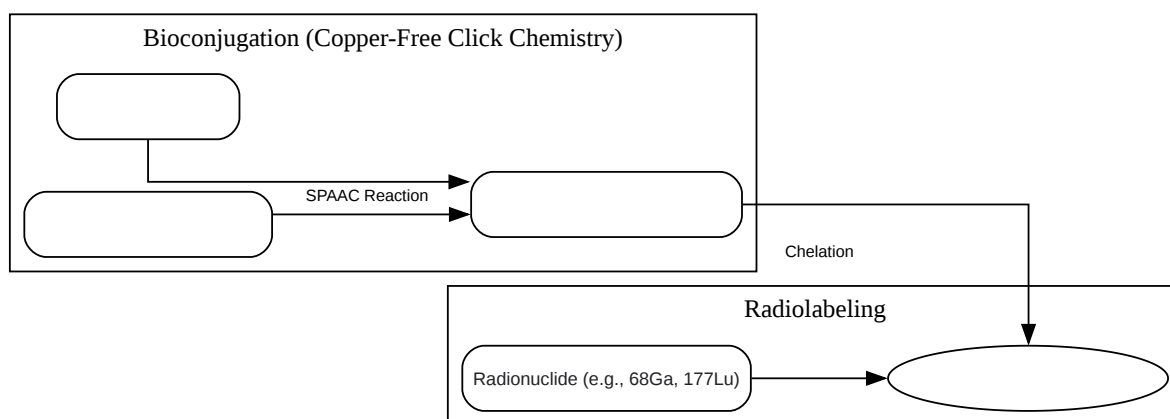 Bioconjugation (Copper-Free Click Chemistry)
SPAAC Reaction
Chelation
Radiolabeling
Radionuclide (e.g., 68Ga, 177Lu)